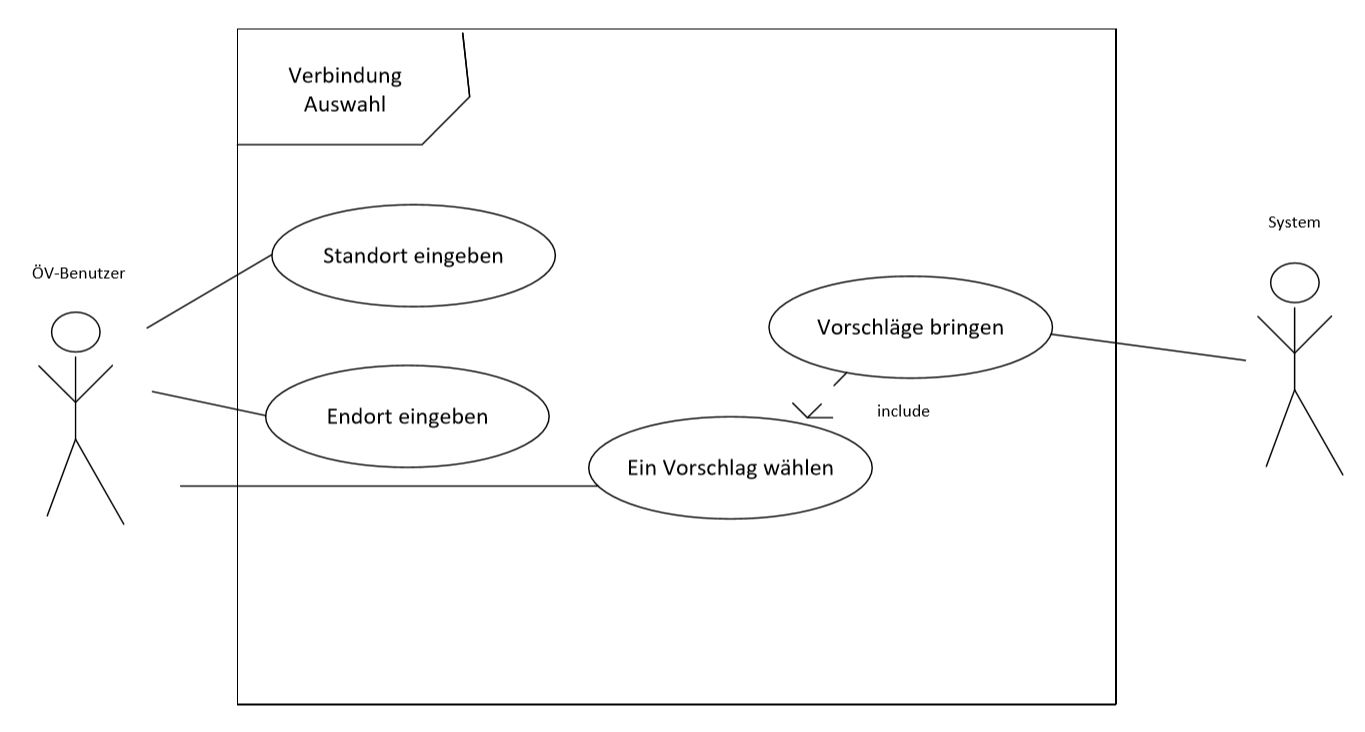 Verbindung
Auswahl
Standort eingeben
System
ÖV-Benutzer
Vorschläge bringen
Endort eingeben
include
Ein Vorschlag wählen